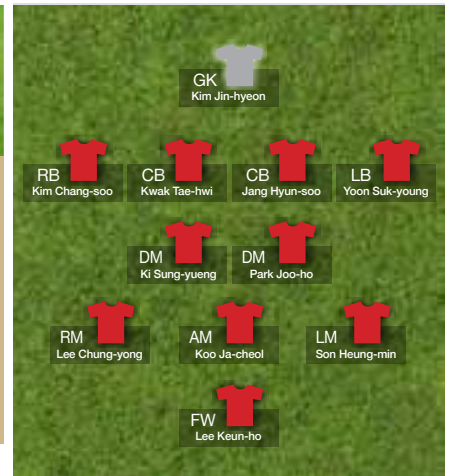 GK
Kim Jin-hyeon
RB
Kim Chang-soo
CB
Kwak Tae-hwi
CB
Jang Hyun-soo
LB
Yoon Suk-young
DM
Ki Sung-yueng
DM
Park Joo-ho
RM
Lee Chung-yong
AM
Koo Ja-cheol
LM
Son Heung-min
FW
Lee Keun-ho